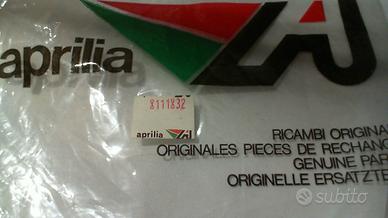 aprilia
8111832
aprilia
RICAMBI ORIGINA
ORIGINALES PIECES DE RECHANG
GENUINE PAR
ORIGINELLE ERSATZTE
subito